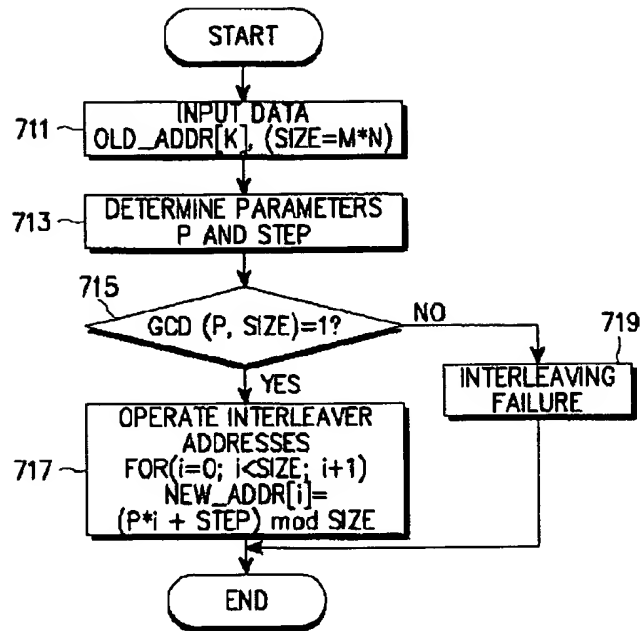 START
711
INPUT DATA
OLD_ADDR[K], (SIZE=M*N)
713
DETERMINE PARAMETERS
P AND STEP
715
GCD (P, SIZE)=1?
NO
YES
719
INTERLEAVING
FAILURE
717
OPERATE INTERLEAVER
ADDRESSES
FOR(i=0; i<SIZE; i+1)
NEW_ADDR[i]=
(P*i + STEP) mod SIZE
END